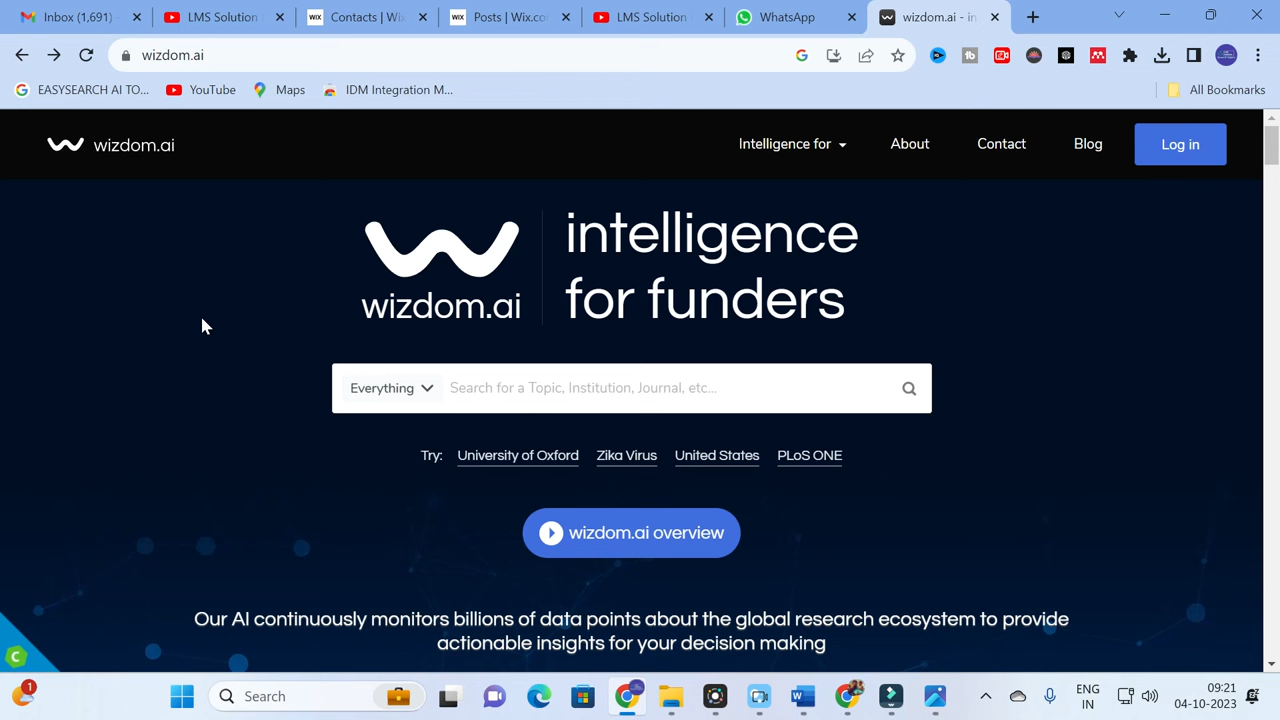 Inbox (1,691)
LMS Solution
Contacts | Wix
Posts | Wix.co
LMS Solution
WhatsApp
wizdom.ai - in
wizdom.ai
EASYSEARCH AI TO...
YouTube
Maps
IDM Integration M...
All Bookmarks
wizdom.ai
Intelligence for
About
Contact
Blog
Log in
wizdom.ai
intelligence
for funders
Everything
Search for a Topic, Institution, Journal, etc...
Try: University of Oxford Zika Virus United States PLoS ONE
wizdom.ai overview
Our AI continuously monitors billions of data points about the global research ecosystem to provide
actionable insights for your decision making
1
Search
ENG
IN
09:21
04-10-2023